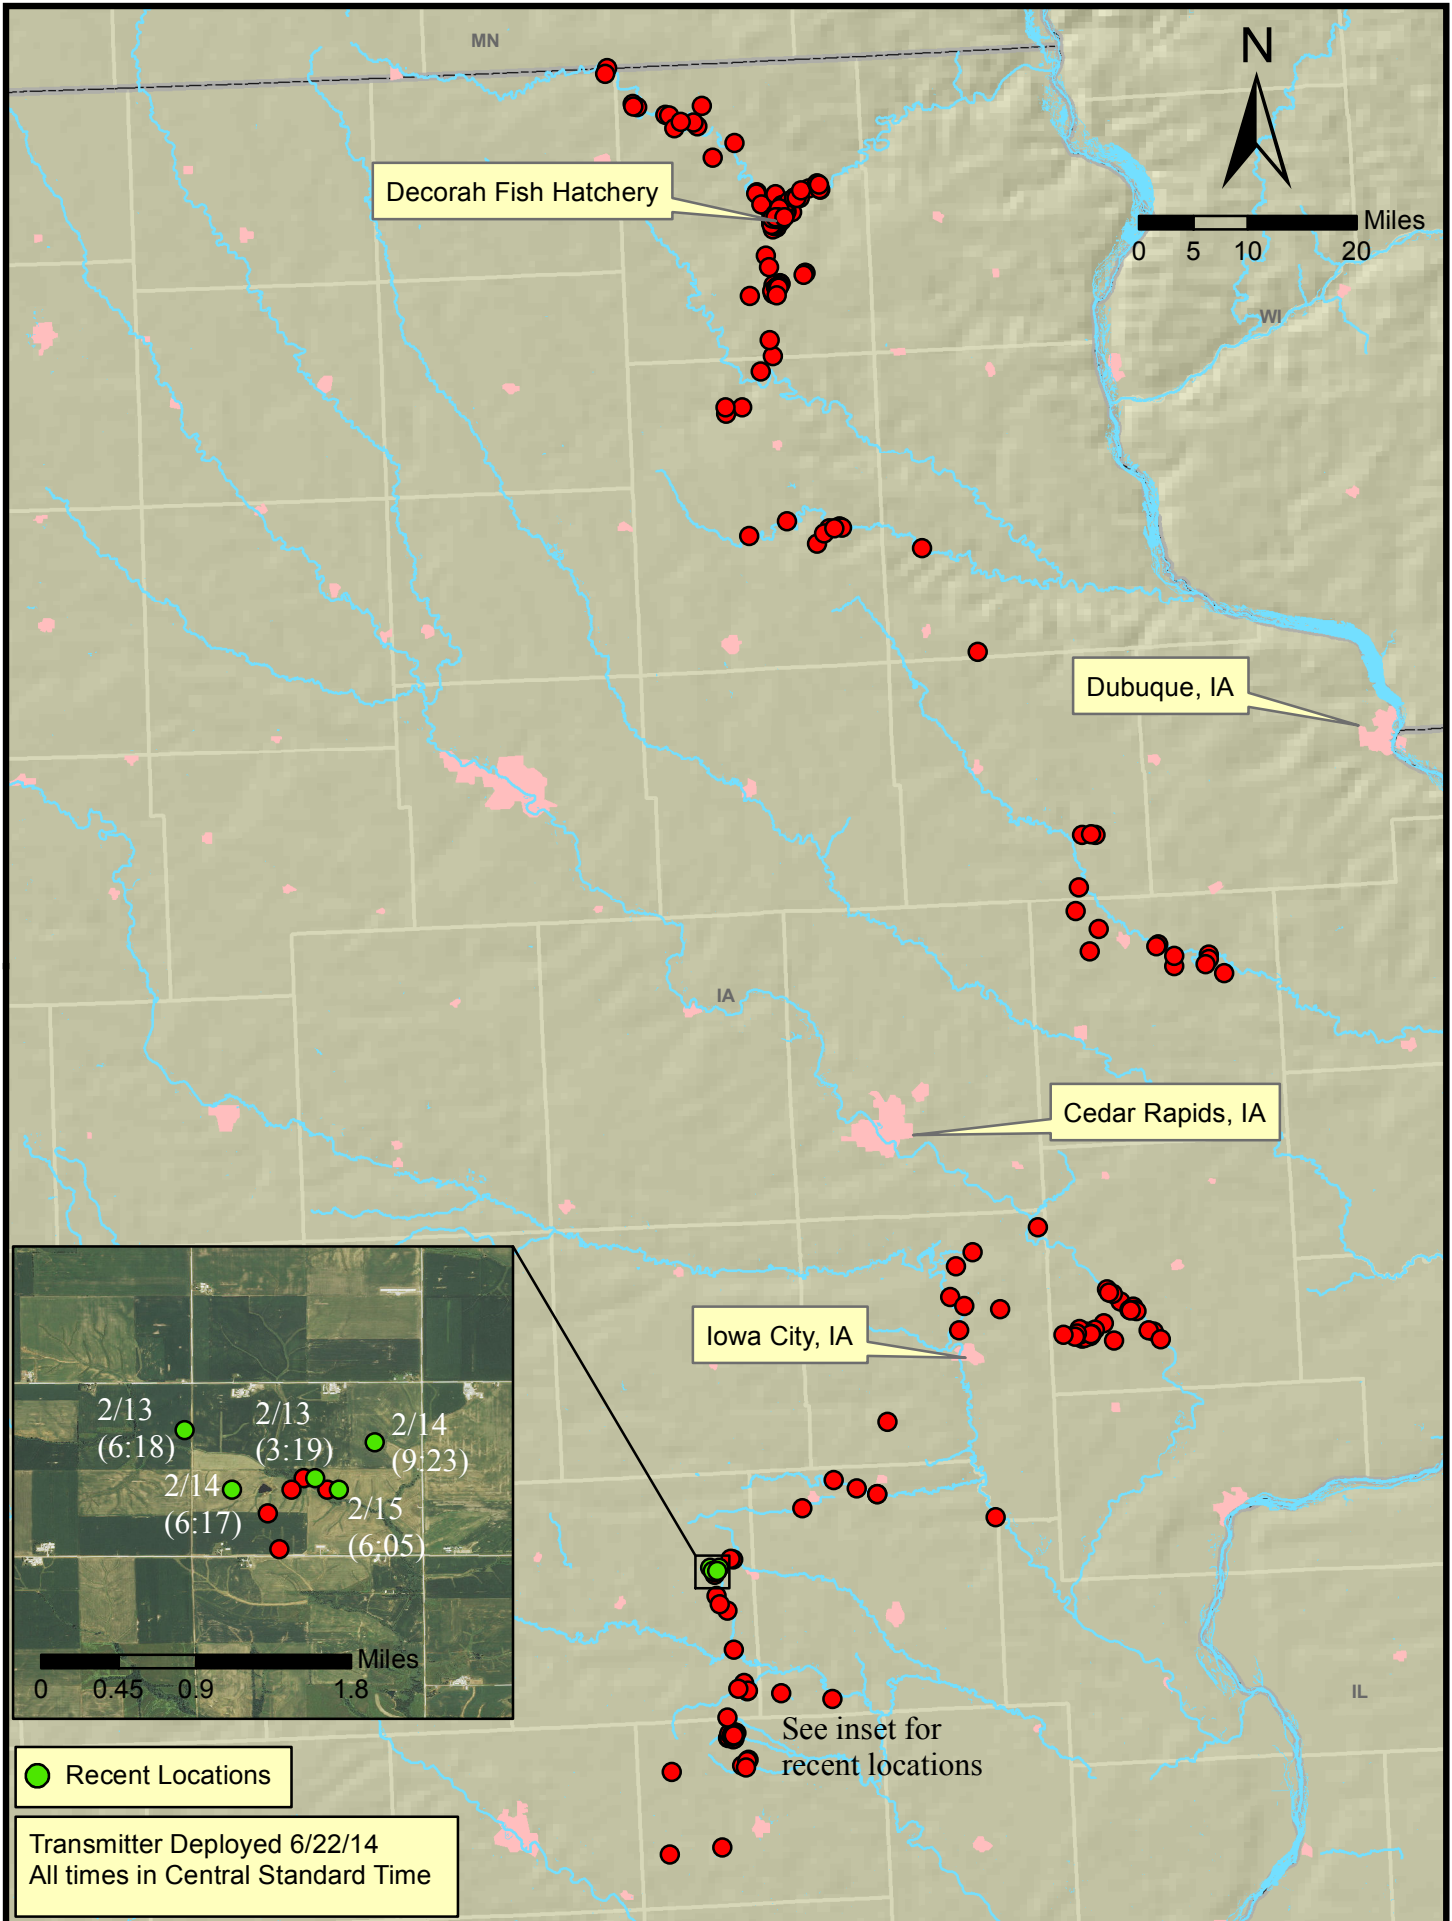 MN
N
Decorah Fish Hatchery
Miles
0 5 10 20
WI
Dubuque, IA
IA
Cedar Rapids, IA
Iowa City, IA
2/13
(6:18)
2/13
(3:19)
2/14
(9:23)
2/14
(6:17)
2/15
(6:05)
Miles
0 0.45 0.9 1.8
IL
See inset for
recent locations
Recent Locations
Transmitter Deployed 6/22/14
All times in Central Standard Time